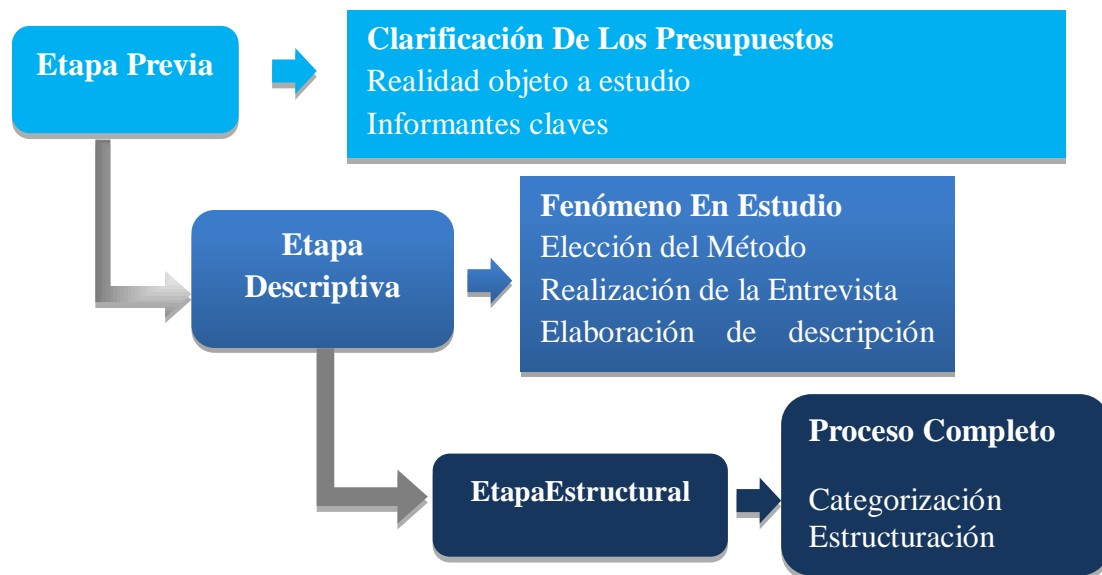 Etapa Previa
Clarificación De Los Presupuestos
Realidad objeto a estudio
Informantes claves
Etapa
Descriptiva
Fenómeno En Estudio
Elección del Método
Realización de la Entrevista
Elaboración de descripción
EtapaEstructural
Proceso Completo
Categorización
Estructuración